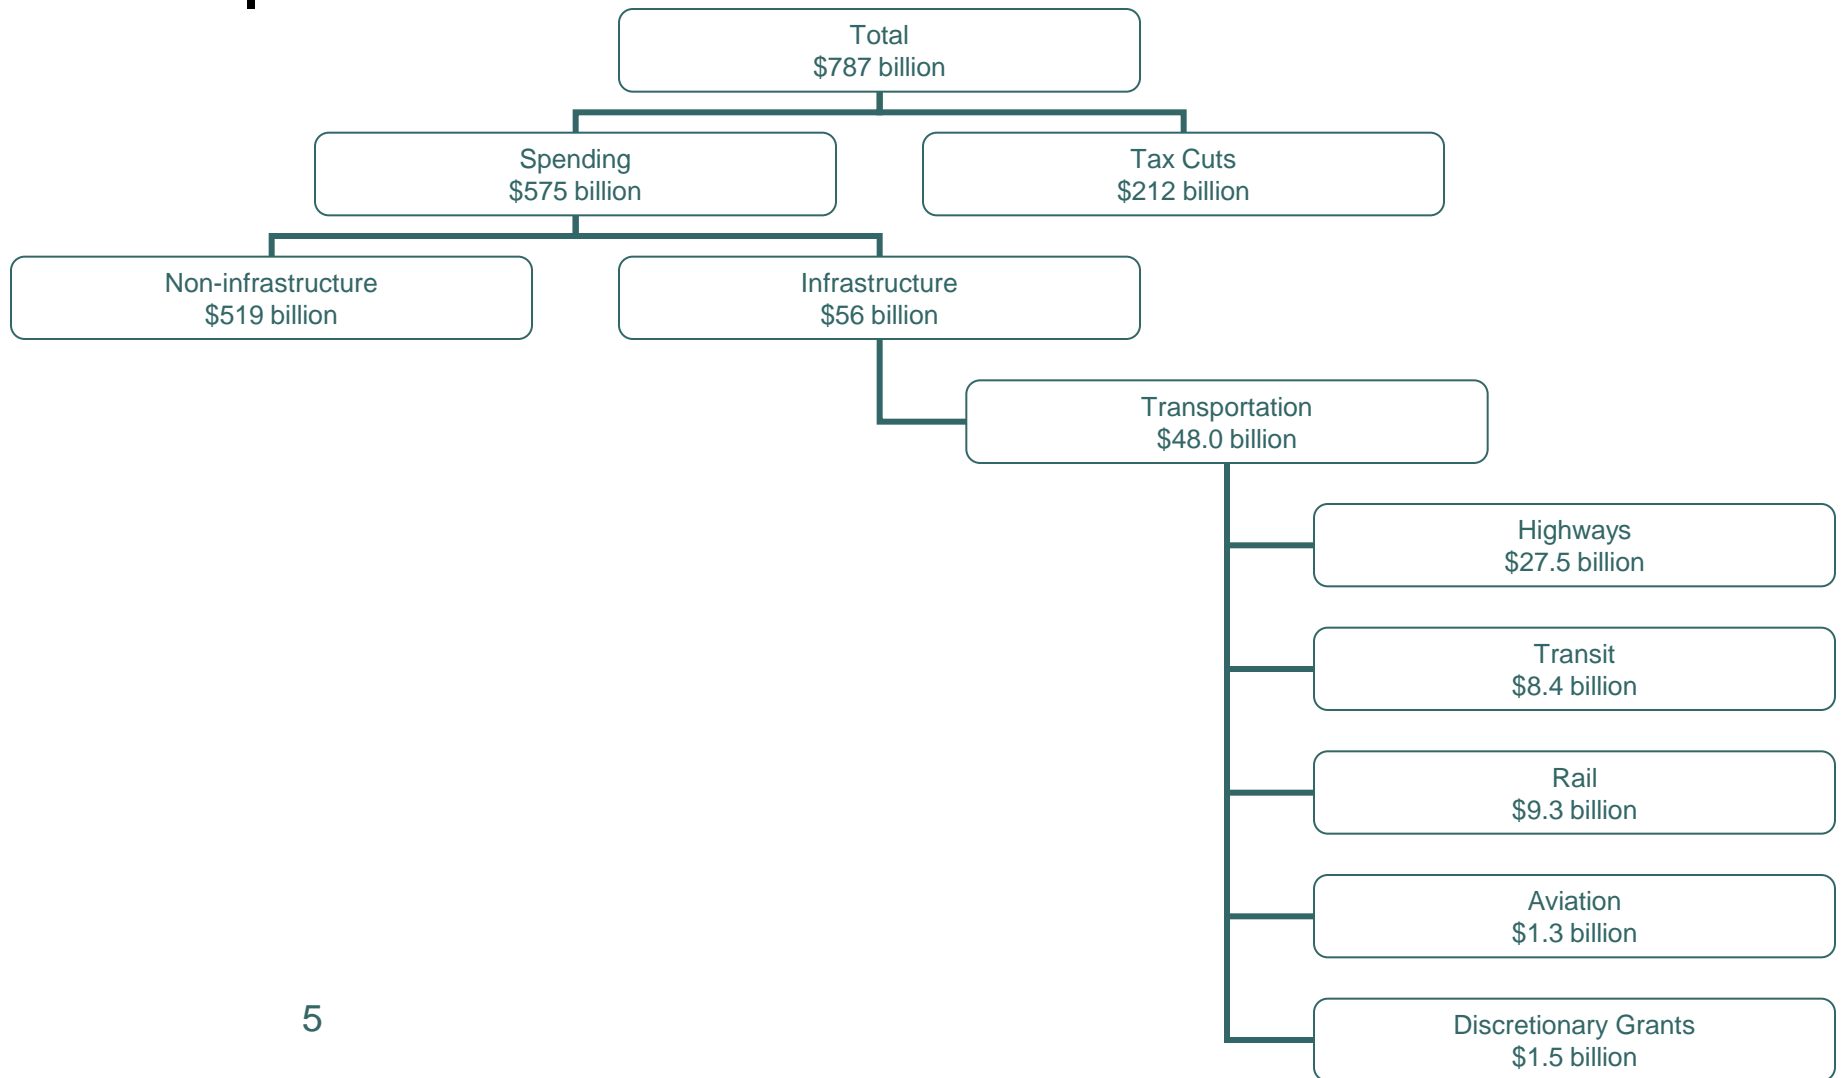 Total
$787 billion
Spending
$575 billion
Tax Cuts
$212 billion
Non-infrastructure
$519 billion
Infrastructure
$56 billion
Transportation
$48.0 billion
Highways
$27.5 billion
Transit
$8.4 billion
Rail
$9.3 billion
Aviation
$1.3 billion
Discretionary Grants
$1.5 billion
5